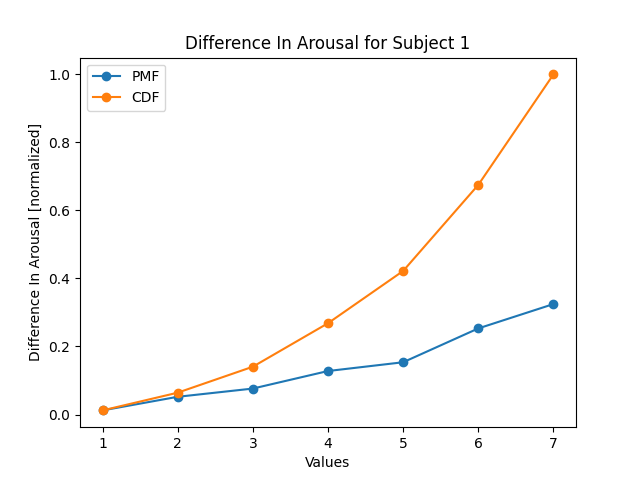 Difference In Arousal for Subject 1
PMF
CDF
Difference In Arousal [normalized]
1.0
0.8
0.6
0.4
0.2
0.0
1 2 3 4 5 6 7
Values